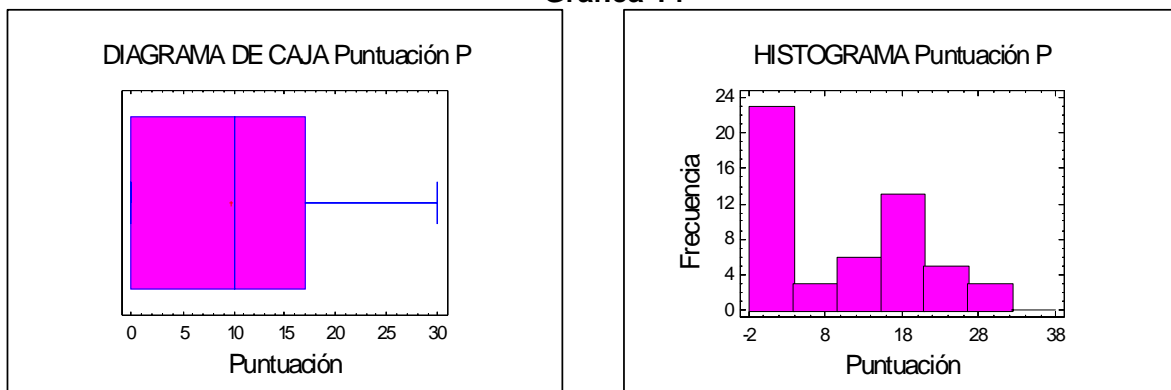 DIAGRAMA DE CAJA Puntuación P
0 5 10 15 20 25 30
Puntuación
HISTOGRAMA Puntuación P
24
20
16
12
8
4
0
Frecuencia
-2 8 18 28 38
Puntuación